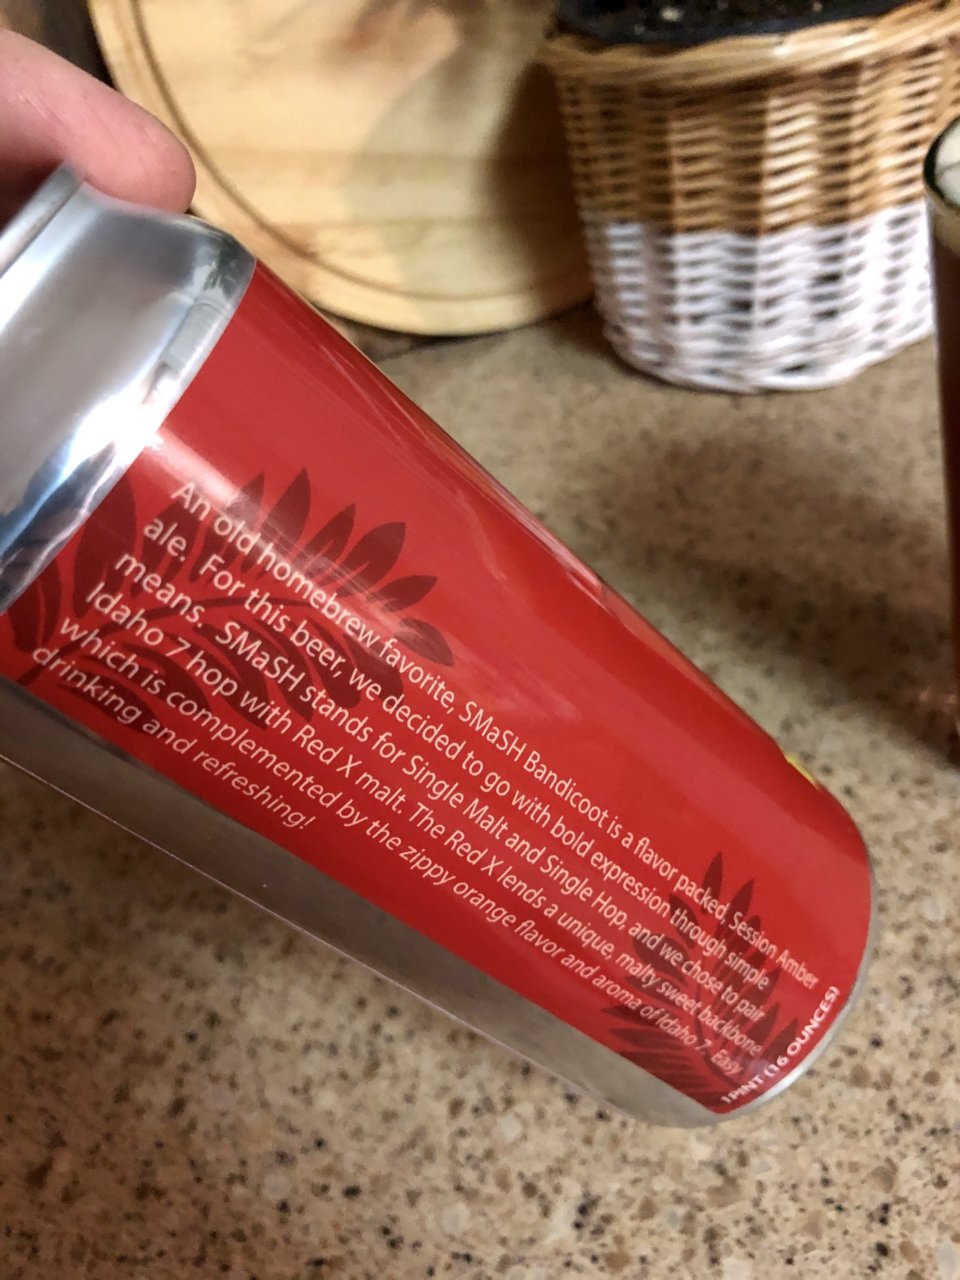 An old homebrew favorite, SMaSH Bandicoot is a flavor packed, Session Amber
ale. For this beer, we decided to go with bold expression through simple
means. SMaSH stands for Single Malt and Single Hop, and we chose to pair
Idaho 7 hop with Red X malt. The Red X lends a unique, malty sweet backbone
which is complemented by the zippy orange flavor and aroma of Idaho 7. Easy
drinking and refreshing!
1 PINT (16 OUNCES)